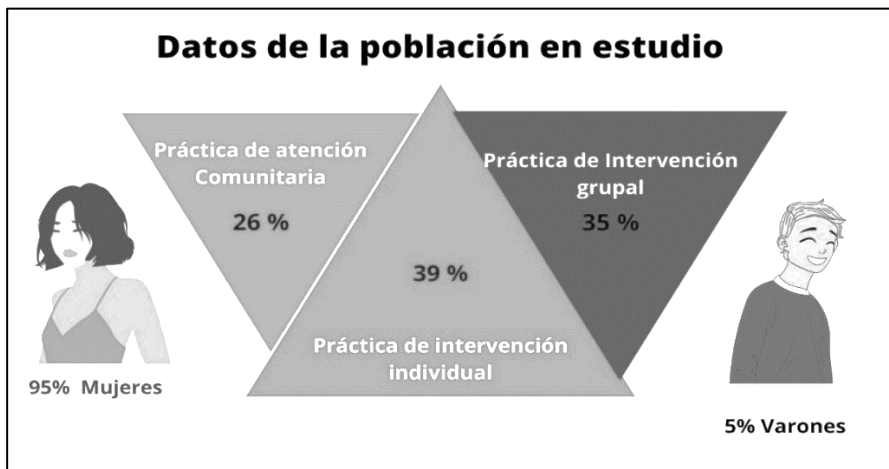 Datos de la población en estudio
Práctica de atención
Comunitaria
26 %
Práctica de Intervención
grupal
35 %
39 %
Práctica de intervención
individual
95% Mujeres
5% Varones